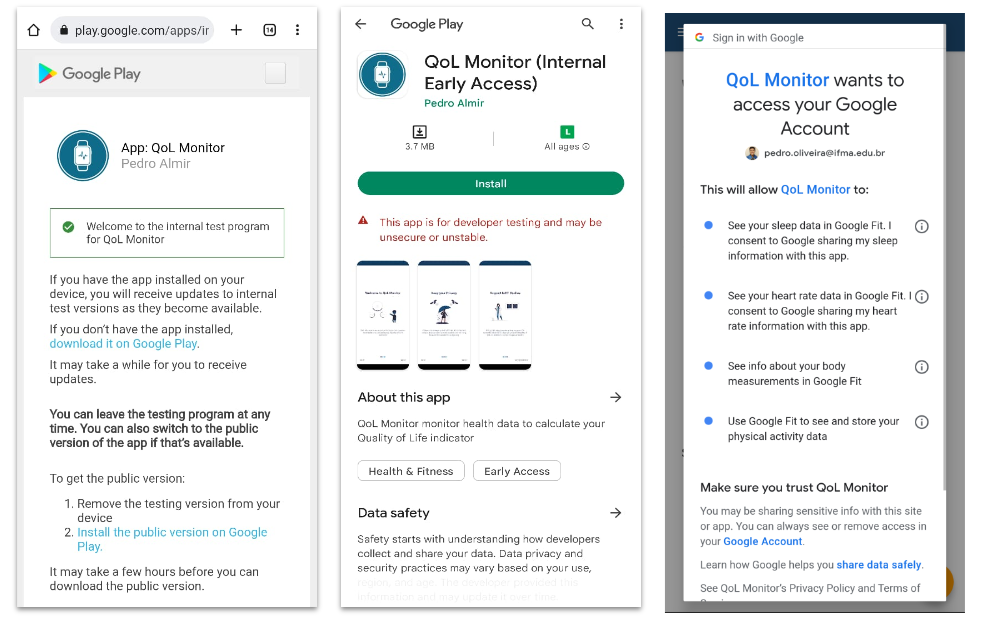 play.google.com/apps/ir
14
Google Play
App: QoL Monitor
Pedro Almir
Welcome to the internal test program
for QoL Monitor
If you have the app installed on your
device, you will receive updates to internal
test versions as they become available.
If you don't have the app installed,
download it on Google Play.
It may take a while for you to receive
updates.
You can leave the testing program at any
time. You can also switch to the public
version of the app if that's available.
To get the public version:
1. Remove the testing version from your
device
2. Install the public version on Google
Play.
It may take a few hours before you can
download the public version.
Google Play
QoL Monitor (Internal
Early Access)
Pedro Almir
3.7 MB
L
All ages
Install
This app is for developer testing and may be
unsecure or unstable.
Welcome to QoL Monitor
About this app
QoL Monitor monitor health data to calculate your
Quality of Life indicator
Health & Fitness
Early Access
Data safety
Safety starts with understanding how developers
collect and share your data. Data privacy and
security practices may vary based on your use,
region, and age. The developer provided this
information and may update it over time.
Sign in with Google
QoL Monitor wants to
access your Google
Account
pedro.oliveira@ifma.edu.br
This will allow QoL Monitor to:
See your sleep data in Google Fit. I
consent to Google sharing my sleep
information with this app.
See your heart rate data in Google Fit. I
consent to Google sharing my heart
rate information with this app.
See info about your body
measurements in Google Fit
Use Google Fit to see and store your
physical activity data
Make sure you trust QoL Monitor
You may be sharing sensitive info with this site
or app. You can always see or remove access in
your Google Account.
Learn how Google helps you share data safely.
See QoL Monitor's Privacy Policy and Terms of